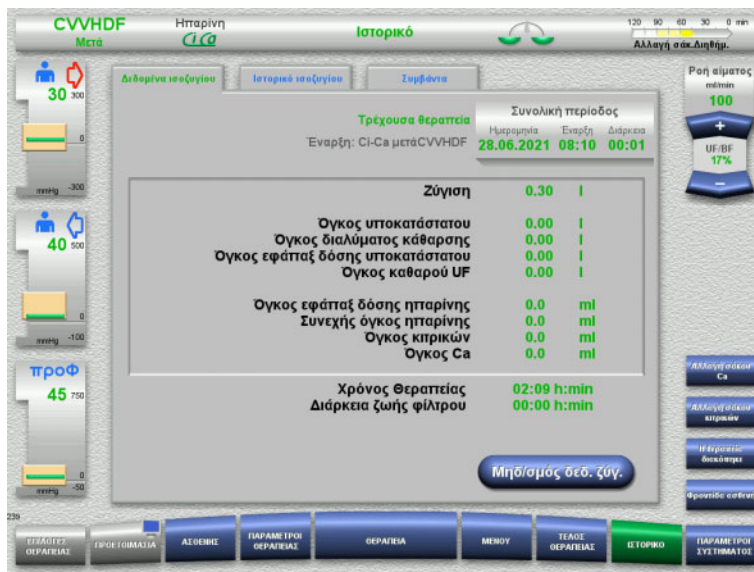 CVVHDF
Μετά
Ηπαρίνη
CiCa
Ιστορικό
120 90 60 30 0 min
Αλλαγή σάκ.Διηθήμ.
30 300
0
mmHg -300
40 500
0
mmHg -100
προΦ
45 750
0
mmHg -50
Δεδομένα ισοζυγίου
Ιστορικό ισοζυγίου
Συμβάντα
Τρέχουσα θεραπεία
Έναρξη: Ci-Ca μετάCVVHDF
Συνολική περίοδος
Ημερομηνία Έναρξη Διάρκεια
28.06.2021 08:10 00:01
Ζύγιση 0.30 l
Όγκος υποκατάστατου 0.00 l
Όγκος διαλύματος κάθαρσης 0.00 l
Όγκος εφάπαξ δόσης υποκατάστατου 0.00 l
Όγκος καθαρού UF 0.00 l
Όγκος εφάπαξ δόσης ηπαρίνης 0.0 ml
Συνεχής όγκος ηπαρίνης 0.0 ml
Όγκος κιτρικών 0.0 ml
Όγκος Ca 0.0 ml
Χρόνος Θεραπείας 02:09 h:min
Διάρκεια ζωής φίλτρου 00:00 h:min
Μηδ/σμός δεδ. ζύγ.
Ροή αίματος
ml/min
100
+
UF/BF
17%
−
Αλλαγή σάκου
Ca
Αλλαγή σάκου
κιτρικών
Η θεραπεία
διακόπηκε
Φροντίδα ασθενή
239
ΕΠΙΛΟΓΕΣ
ΘΕΡΑΠΕΙΑΣ
ΠΡΟΕΤΟΙΜΑΣΙΑ
ΑΣΘΕΝΗΣ
ΠΑΡΑΜΕΤΡΟΙ
ΘΕΡΑΠΕΙΑΣ
ΘΕΡΑΠΕΙΑ
ΜΕΝΟΥ
ΤΕΛΟΣ
ΘΕΡΑΠΕΙΑΣ
ΙΣΤΟΡΙΚΟ
ΠΑΡΑΜΕΤΡΟΙ
ΣΥΣΤΗΜΑΤΟΣ